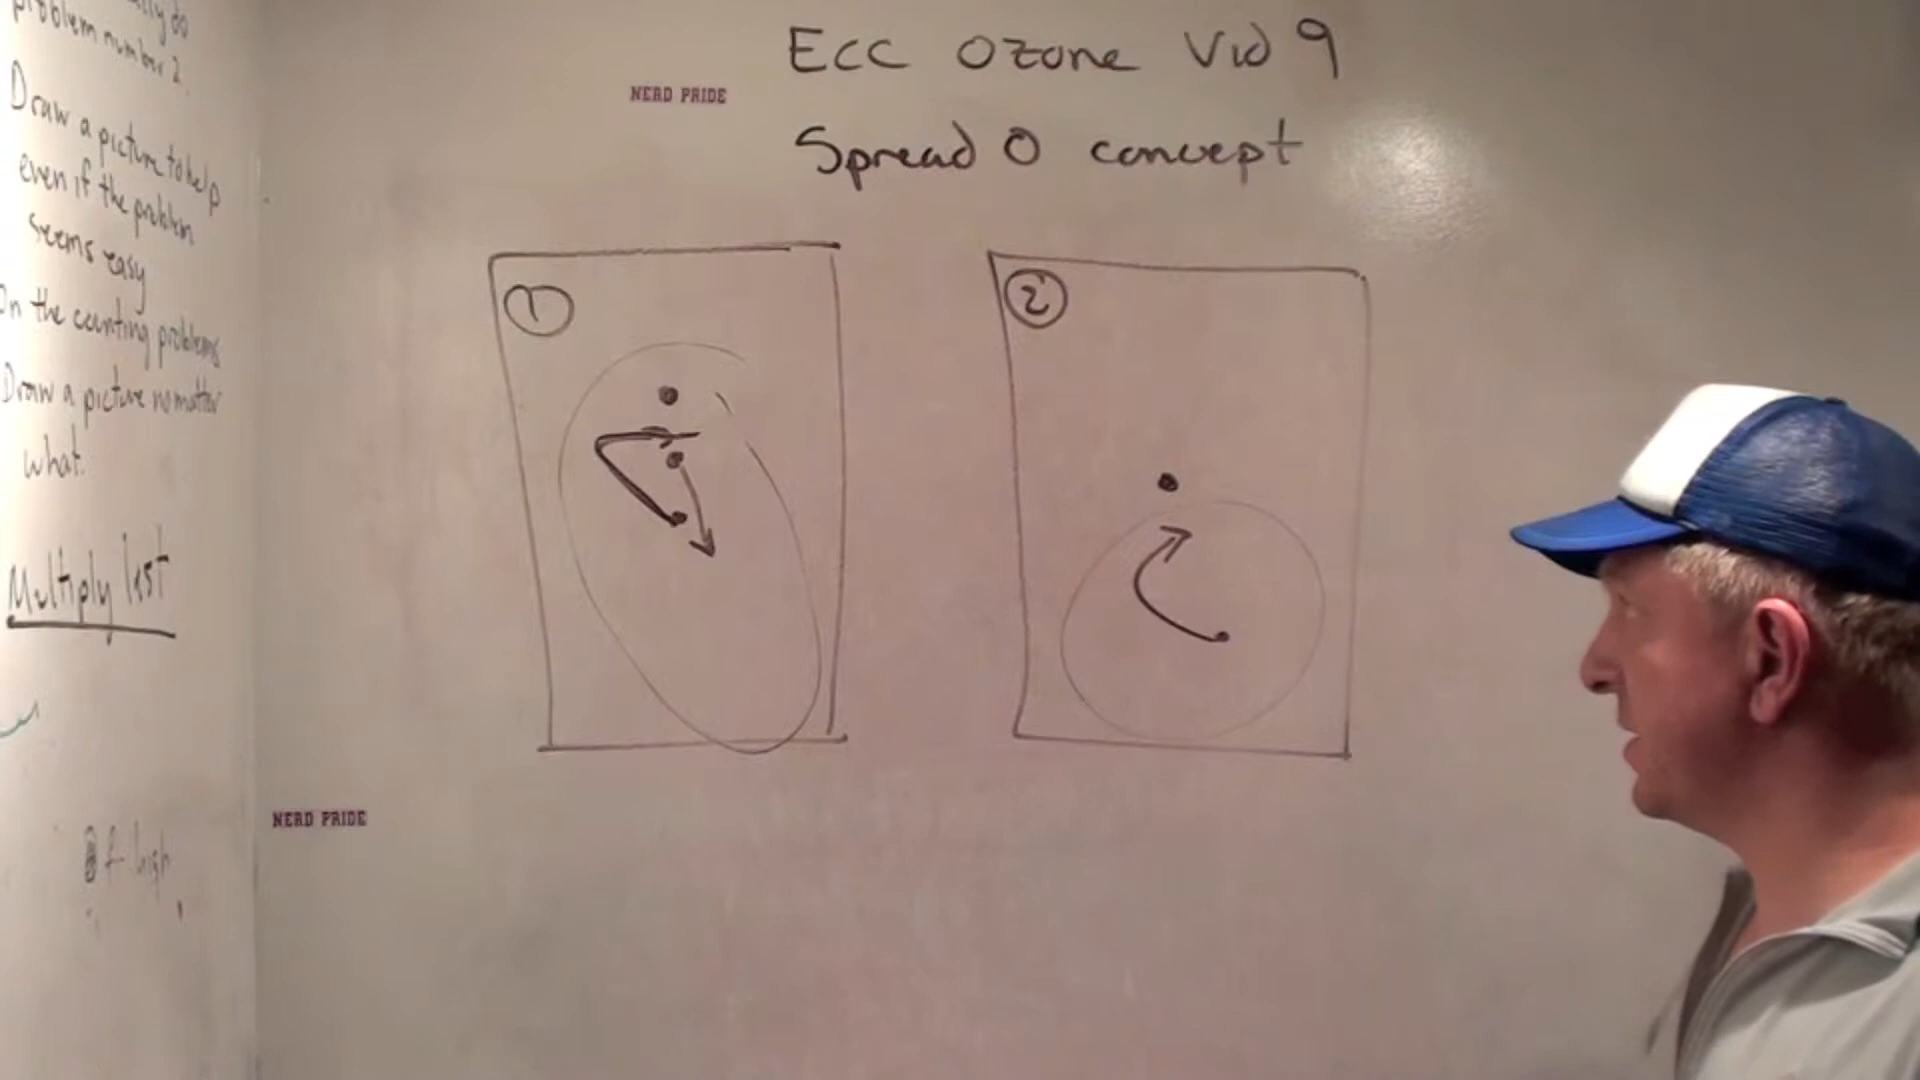 problem number 2.
Draw a picture to help
even if the problem
seems easy
On the counting problems
Draw a picture no matter
what.
Multiply last
f-high
Ecc Ozone Vid 9
NERD PRIDE
Spread O concept
1
2
NERD PRIDE